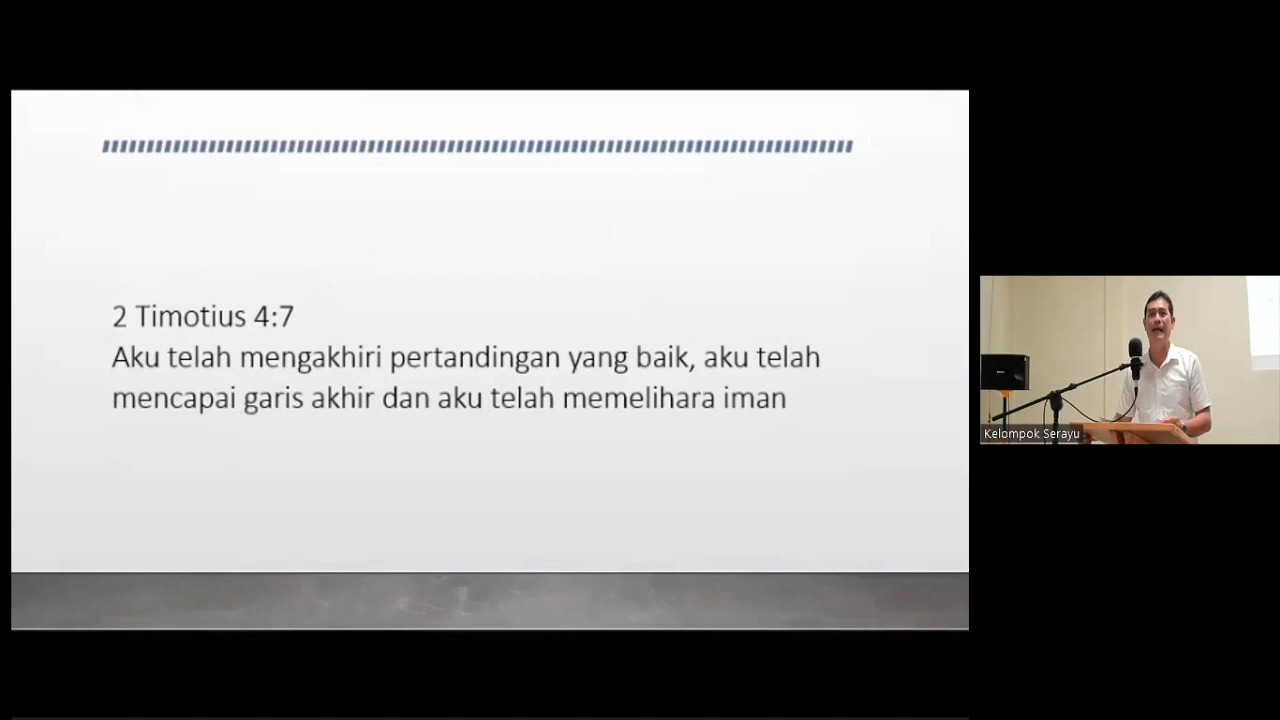 2 Timotius 4:7
Aku telah mengakhiri pertandingan yang baik, aku telah
mencapai garis akhir dan aku telah memelihara iman
Kelompok Serayu